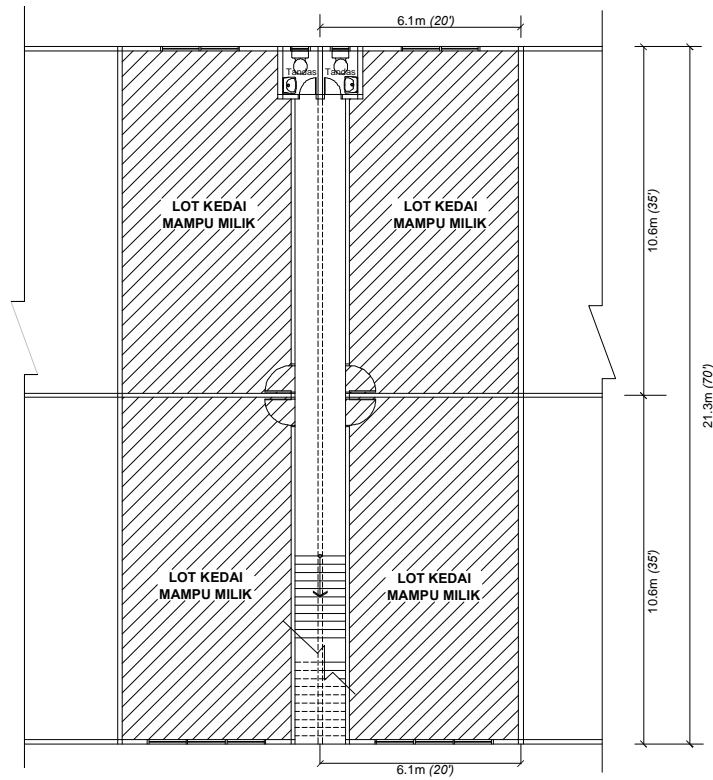 6.1m (20')
Tandas Tandas
LOT KEDAI
MAMPU MILIK
LOT KEDAI
MAMPU MILIK
10.6m (35')
21.3m (70')
LOT KEDAI
MAMPU MILIK
LOT KEDAI
MAMPU MILIK
10.6m (35')
6.1m (20')